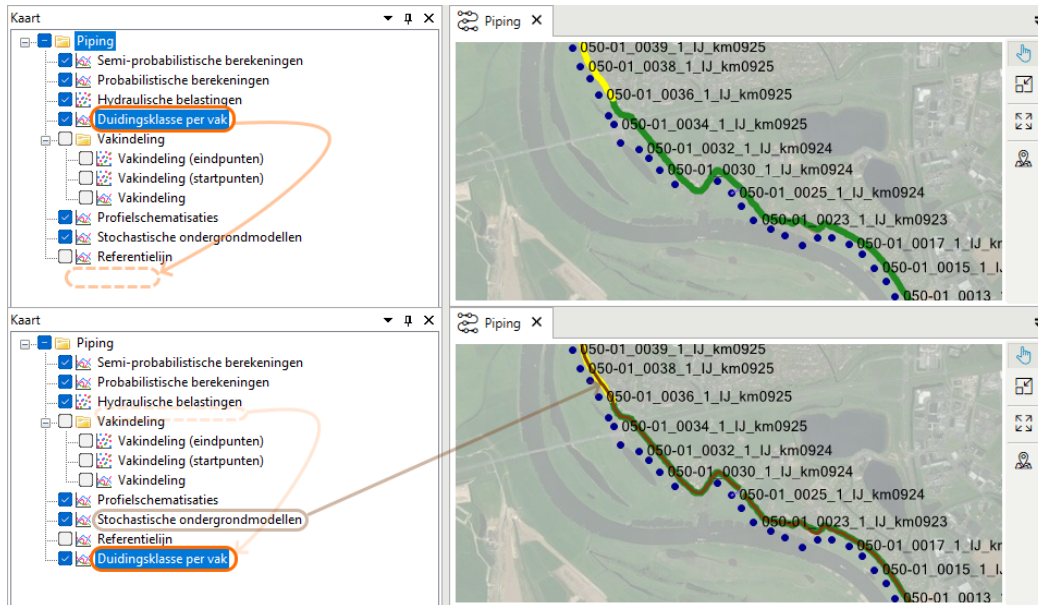 Kaart
Piping
Semi-probabilistische berekeningen
Probabilistische berekeningen
Hydraulische belastingen
Duidingsklasse per vak
Vakindeling
Vakindeling (eindpunten)
Vakindeling (startpunten)
Vakindeling
Profielschematisaties
Stochastische ondergrondmodellen
Referentielijn
Piping
050-01_0039_1_IJ_km0925
050-01_0038_1_IJ_km0925
050-01_0036_1_IJ_km0925
050-01_0034_1_IJ_km0925
050-01_0032_1_IJ_km0924
050-01_0030_1_IJ_km0924
050-01_0025_1_IJ_km0924
050-01_0023_1_IJ_km0923
050-01_0017_1_IJ_kr
050-01_0015_1_IJ
050-01_0013_
Kaart
Piping
Semi-probabilistische berekeningen
Probabilistische berekeningen
Hydraulische belastingen
Vakindeling
Vakindeling (eindpunten)
Vakindeling (startpunten)
Vakindeling
Profielschematisaties
Stochastische ondergrondmodellen
Referentielijn
Duidingsklasse per vak
Piping
050-01_0039_1_IJ_km0925
050-01_0038_1_IJ_km0925
050-01_0036_1_IJ_km0925
050-01_0034_1_IJ_km0925
050-01_0032_1_IJ_km0924
050-01_0030_1_IJ_km0924
050-01_0025_1_IJ_km0924
050-01_0023_1_IJ_km0923
050-01_0017_1_IJ_kr
050-01_0015_1_IJ
050-01_0013_